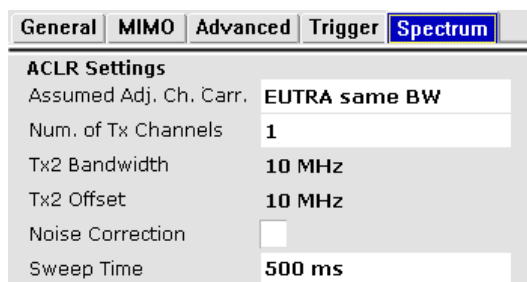 General MIMO Advanced Trigger Spectrum
ACLR Settings
Assumed Adj. Ch. Carr. EUTRA same BW
Num. of Tx Channels 1
Tx2 Bandwidth 10 MHz
Tx2 Offset 10 MHz
Noise Correction
Sweep Time 500 ms